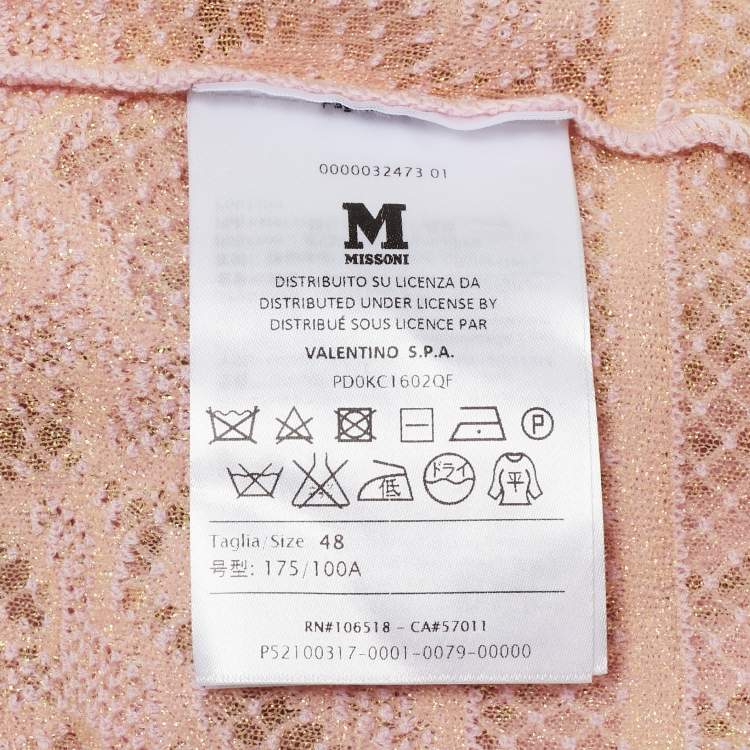 0000032473 01
M
MISSONI
DISTRIBUITO SU LICENZA DA
DISTRIBUTED UNDER LICENSE BY
DISTRIBUÉ SOUS LICENCE PAR
VALENTINO S.P.A.
PD0KC1602QF
P
低 ドライ 平
Taglia/Size 48
号型: 175/100A
RN#106518 - CA#57011
P52100317-0001-0079-00000